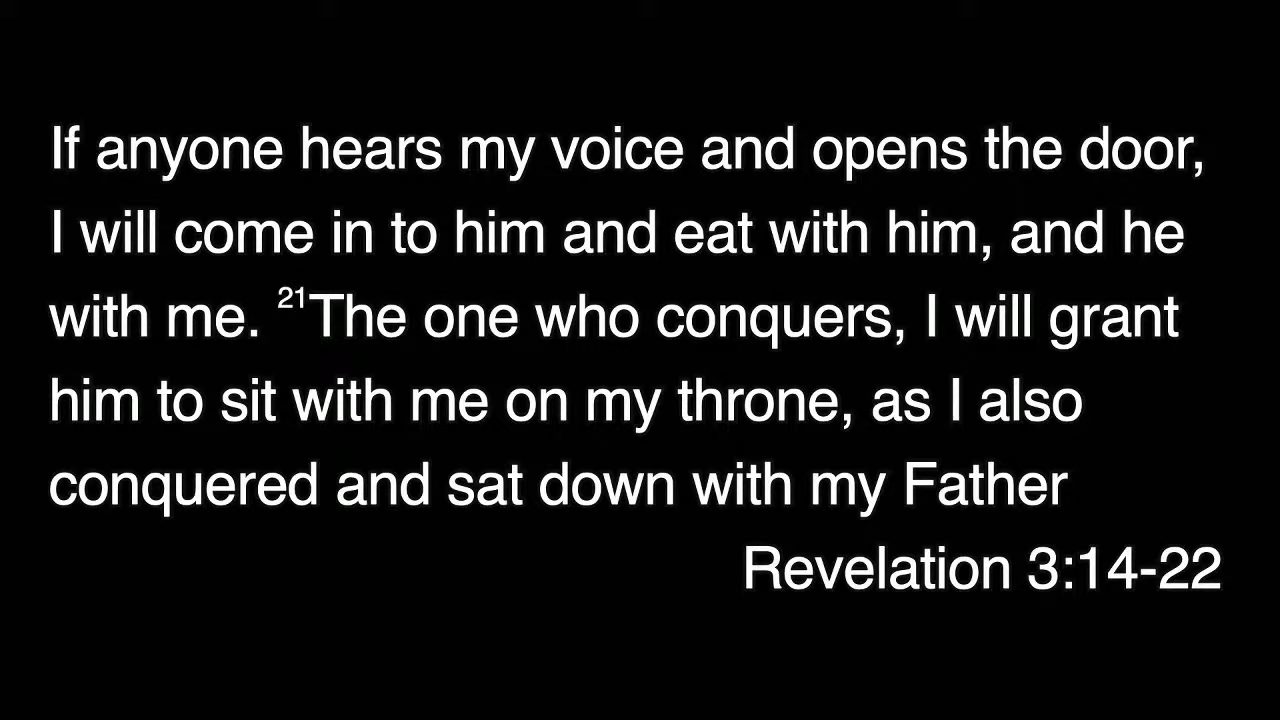 If anyone hears my voice and opens the door,
I will come in to him and eat with him, and he
with me. ²¹The one who conquers, I will grant
him to sit with me on my throne, as I also
conquered and sat down with my Father
Revelation 3:14-22